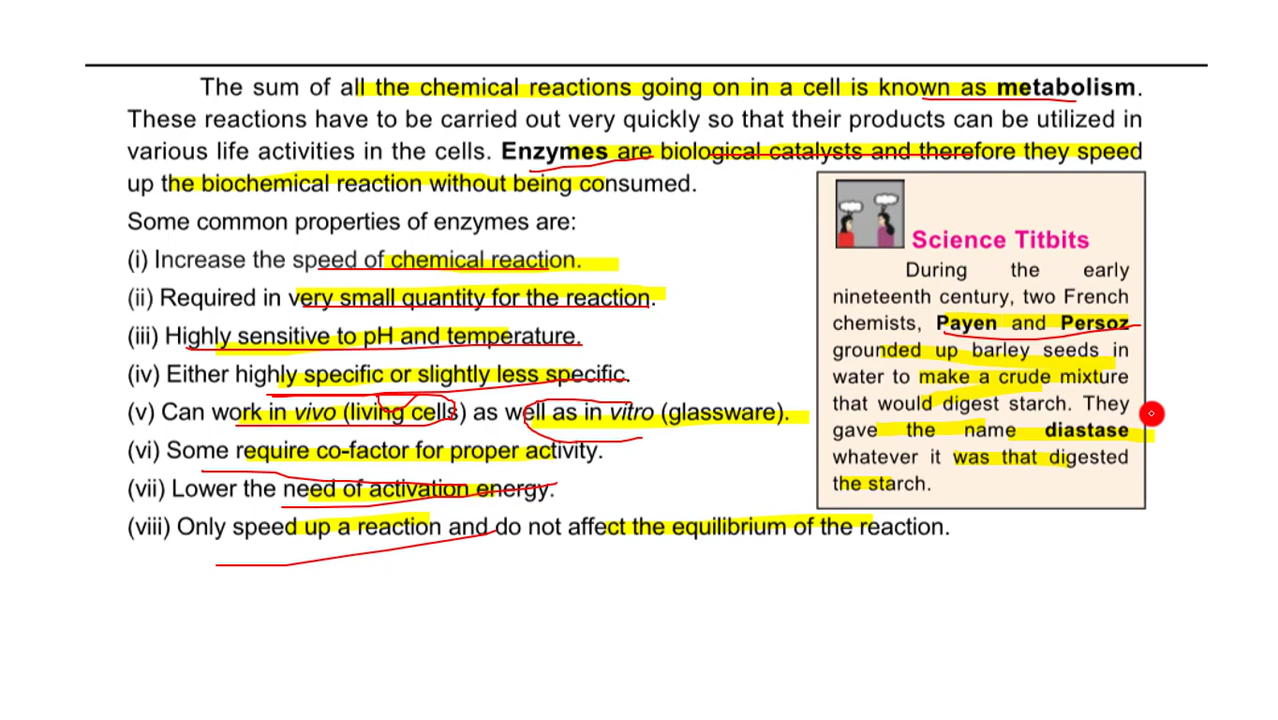 The sum of all the chemical reactions going on in a cell is known as metabolism.
These reactions have to be carried out very quickly so that their products can be utilized in
various life activities in the cells. Enzymes are biological catalysts and therefore they speed
up the biochemical reaction without being consumed.
Some common properties of enzymes are:
(i) Increase the speed of chemical reaction.
(ii) Required in very small quantity for the reaction.
(iii) Highly sensitive to pH and temperature.
(iv) Either highly specific or slightly less specific.
(v) Can work in vivo (living cells) as well as in vitro (glassware).
(vi) Some require co-factor for proper activity.
(vii) Lower the need of activation energy.
(viii) Only speed up a reaction and do not affect the equilibrium of the reaction.
Science Titbits
During the early
nineteenth century, two French
chemists, Payen and Persoz
grounded up barley seeds in
water to make a crude mixture
that would digest starch. They
gave the name diastase
whatever it was that digested
the starch.